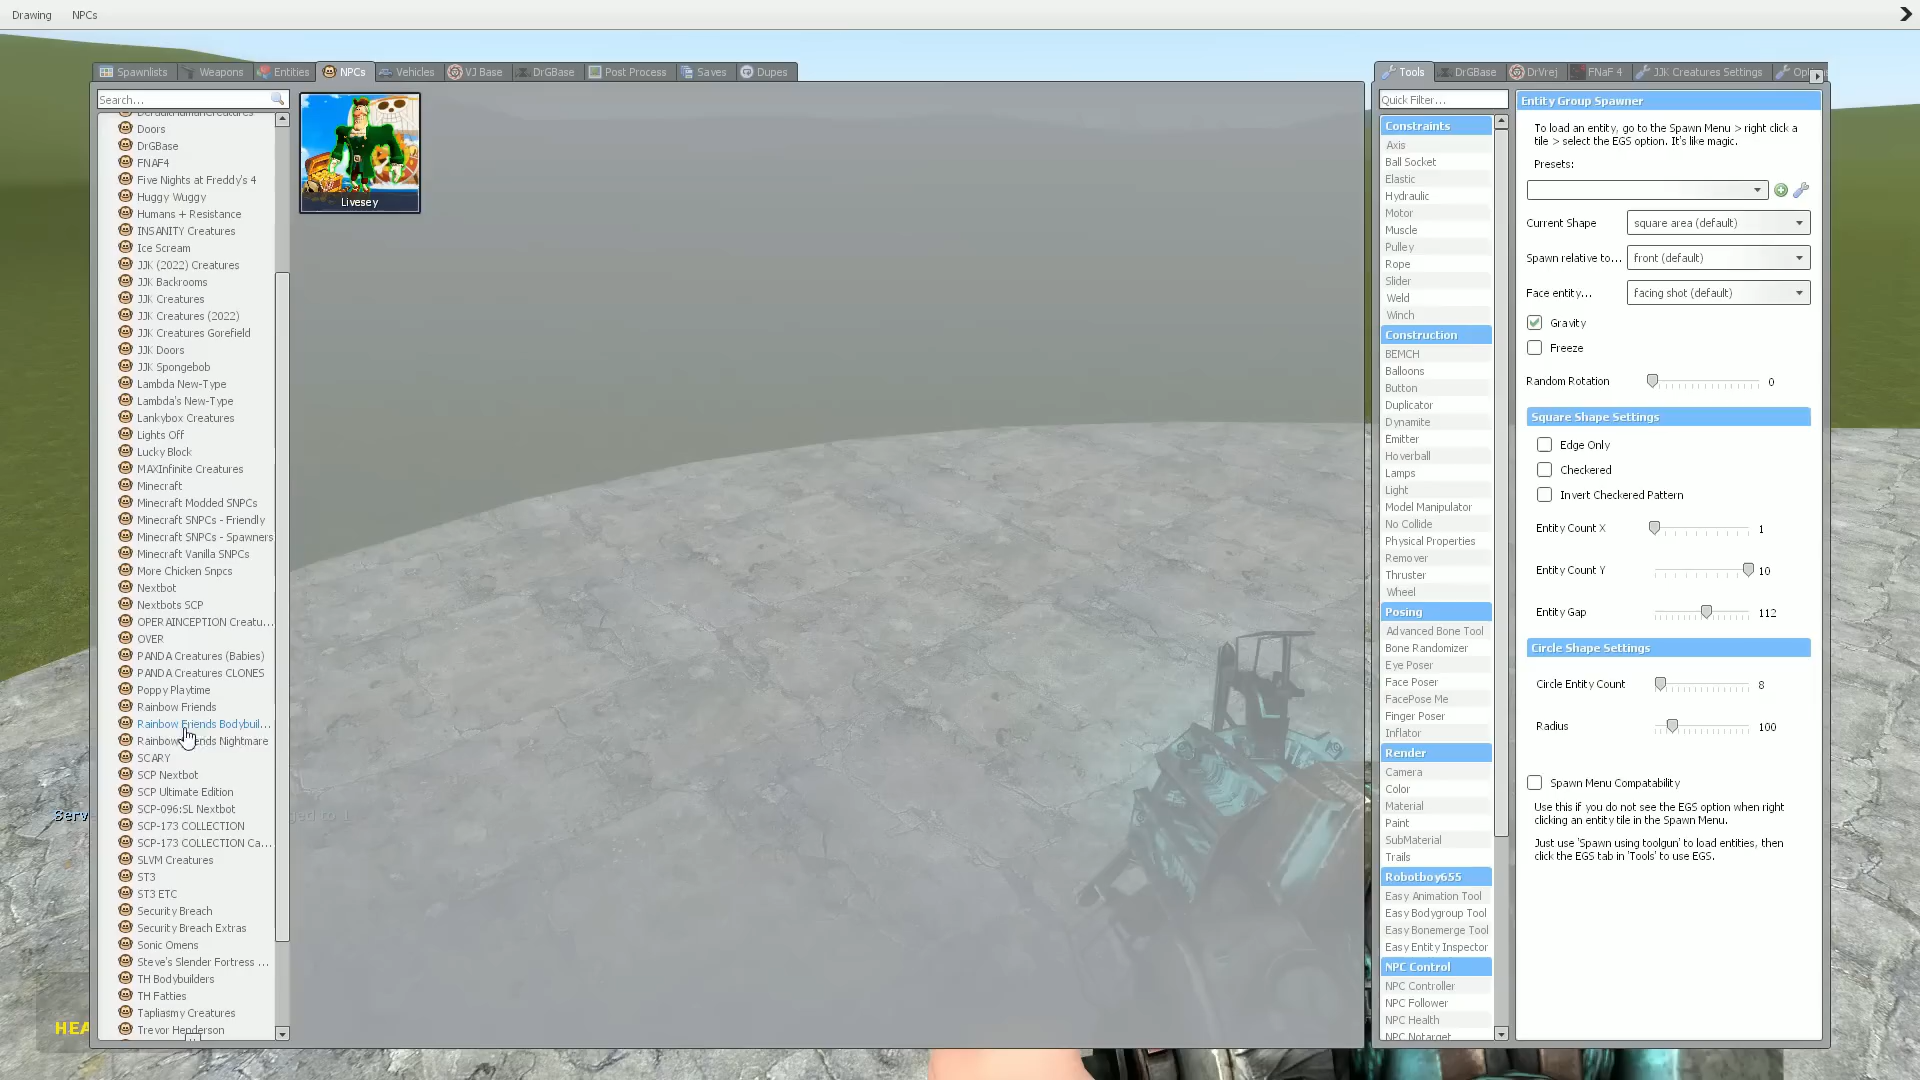 Drawing NPCs
Spawnlists Weapons Entities NPCs Vehicles VJ Base DrGBase Post Process Saves Dupes
Search...
DefaultHumanCreatures
Doors
DrGBase
FNAF4
Five Nights at Freddy's 4
Huggy Wuggy
Humans + Resistance
INSANITY Creatures
Ice Scream
JJK (2022) Creatures
JJK Backrooms
JJK Creatures
JJK Creatures (2022)
JJK Creatures Gorefield
JJK Doors
JJK Spongebob
Lambda New-Type
Lambda's New-Type
Lankybox Creatures
Lights Off
Lucky Block
MAXInfinite Creatures
Minecraft
Minecraft Modded SNPCs
Minecraft SNPCs - Friendly
Minecraft SNPCs - Spawners
Minecraft Vanilla SNPCs
More Chicken Snpcs
Nextbot
Nextbots SCP
OPERAINCEPTION Creatu...
OVER
PANDA Creatures (Babies)
PANDA Creatures CLONES
Poppy Playtime
Rainbow Friends
Rainbow Friends Bodybuil...
Rainbow Friends Nightmare
SCARY
SCP Nextbot
SCP Ultimate Edition
SCP-096:SL Nextbot
SCP-173 COLLECTION
SCP-173 COLLECTION Ca...
SLVM Creatures
ST3
ST3 ETC
Security Breach
Security Breach Extras
Sonic Omens
Steve's Slender Fortress ...
TH Bodybuilders
TH Fatties
Tapliasmy Creatures
Trevor Henderson
Livesey
Serv
ged to 1
HEA
Tools DrGBase DrVrej FNaF 4 JJK Creatures Settings Op
Quick Filter...
Constraints
Axis
Ball Socket
Elastic
Hydraulic
Motor
Muscle
Pulley
Rope
Slider
Weld
Winch
Construction
BEMCH
Balloons
Button
Duplicator
Dynamite
Emitter
Hoverball
Lamps
Light
Model Manipulator
No Collide
Physical Properties
Remover
Thruster
Wheel
Posing
Advanced Bone Tool
Bone Randomizer
Eye Poser
Face Poser
FacePose Me
Finger Poser
Inflator
Render
Camera
Color
Material
Paint
SubMaterial
Trails
Robotboy655
Easy Animation Tool
Easy Bodygroup Tool
Easy Bonemerge Tool
Easy Entity Inspector
NPC Control
NPC Controller
NPC Follower
NPC Health
NPC Notarget
Entity Group Spawner
To load an entity, go to the Spawn Menu > right click a
tile > select the EGS option. It's like magic.
Presets:
Current Shape square area (default)
Spawn relative to... front (default)
Face entity... facing shot (default)
Gravity
Freeze
Random Rotation 0
Square Shape Settings
Edge Only
Checkered
Invert Checkered Pattern
Entity Count X 1
Entity Count Y 10
Entity Gap 112
Circle Shape Settings
Circle Entity Count 8
Radius 100
Spawn Menu Compatability
Use this if you do not see the EGS option when right
clicking an entity tile in the Spawn Menu.
Just use 'Spawn using toolgun' to load entities, then
click the EGS tab in 'Tools' to use EGS.